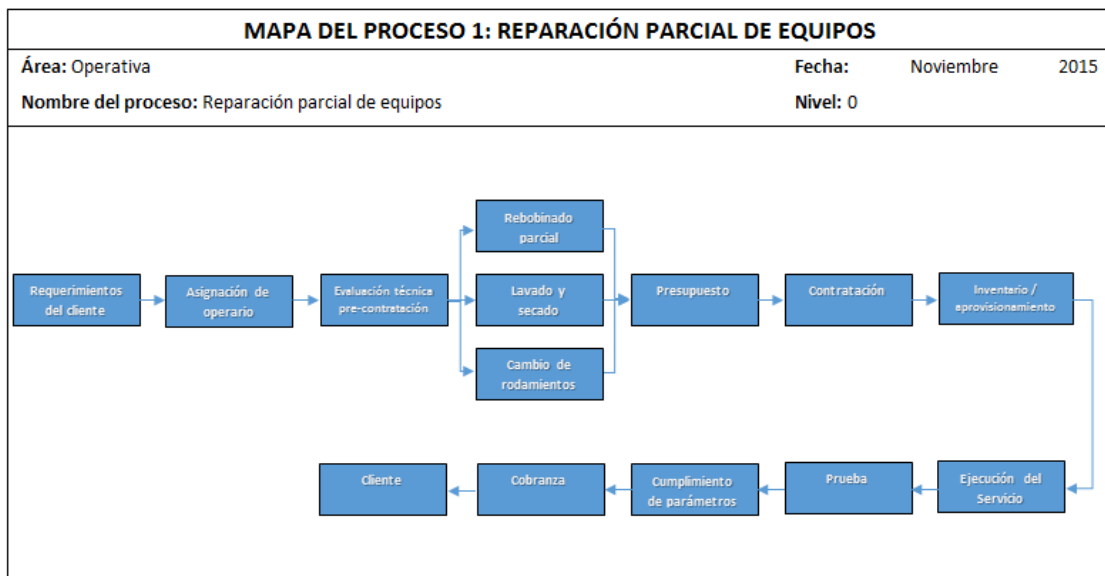 MAPA DEL PROCESO 1: REPARACIÓN PARCIAL DE EQUIPOS
Área: Operativa
Fecha: Noviembre 2015
Nombre del proceso: Reparación parcial de equipos
Nivel: 0
Rebobinado
parcial
Requerimientos
del cliente
Asignación de
operario
Evaluación técnica
pre-contratación
Lavado y
secado
Presupuesto
Contratación
Inventario /
aprovisionamiento
Cambio de
rodamientos
Cliente
Cobranza
Cumplimiento
de parámetros
Prueba
Ejecución del
Servicio